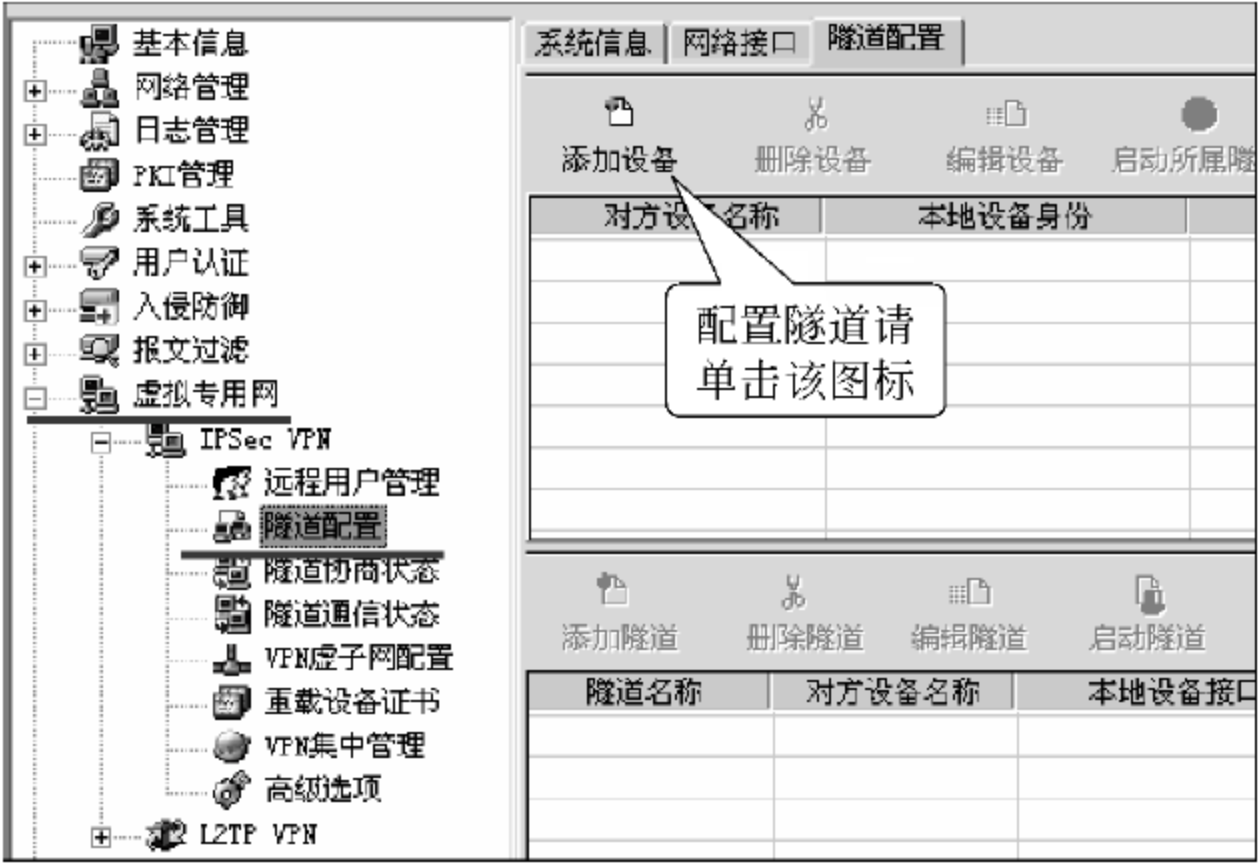 基本信息
网络管理
日志管理
PKI管理
系统工具
用户认证
入侵防御
报文过滤
虚拟专用网
IPSec VPN
远程用户管理
隧道配置
隧道协商状态
隧道通信状态
VPN虚子网配置
重载设备证书
VPN集中管理
高级选项
L2TP VPN
系统信息 网络接口 隧道配置
添加设备 删除设备 编辑设备 启动所属隧
对方设备名称 本地设备身份
配置隧道请
单击该图标
添加隧道 删除隧道 编辑隧道 启动隧道
隧道名称 对方设备名称 本地设备接口